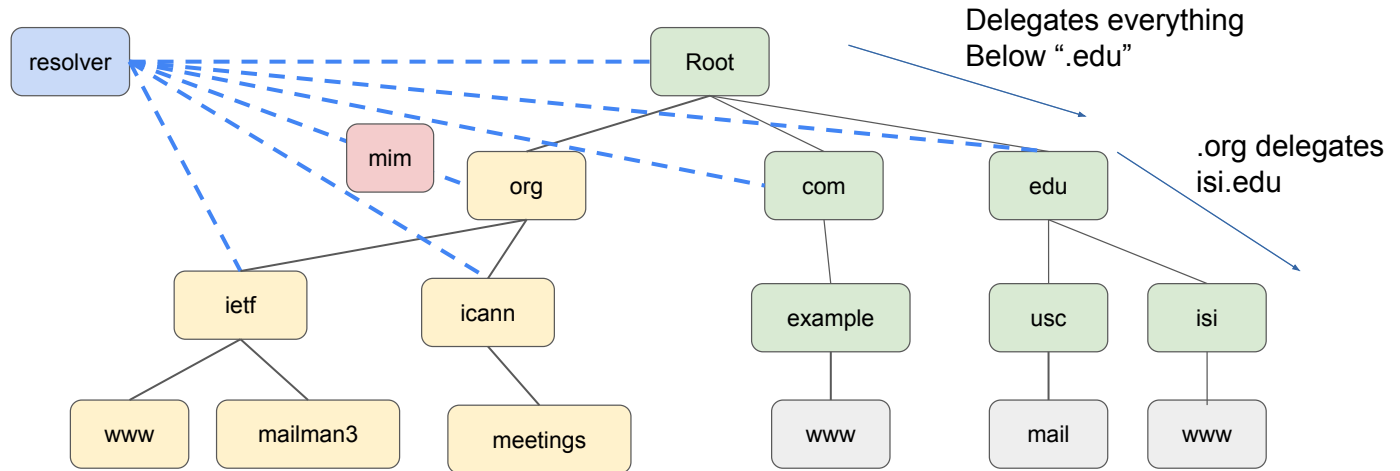 Delegates everything
Below “.edu”
resolver
Root
.org delegates
isi.edu
mim
org
com
edu
ietf
icann
example
usc
isi
www
mailman3
meetings
www
mail
www